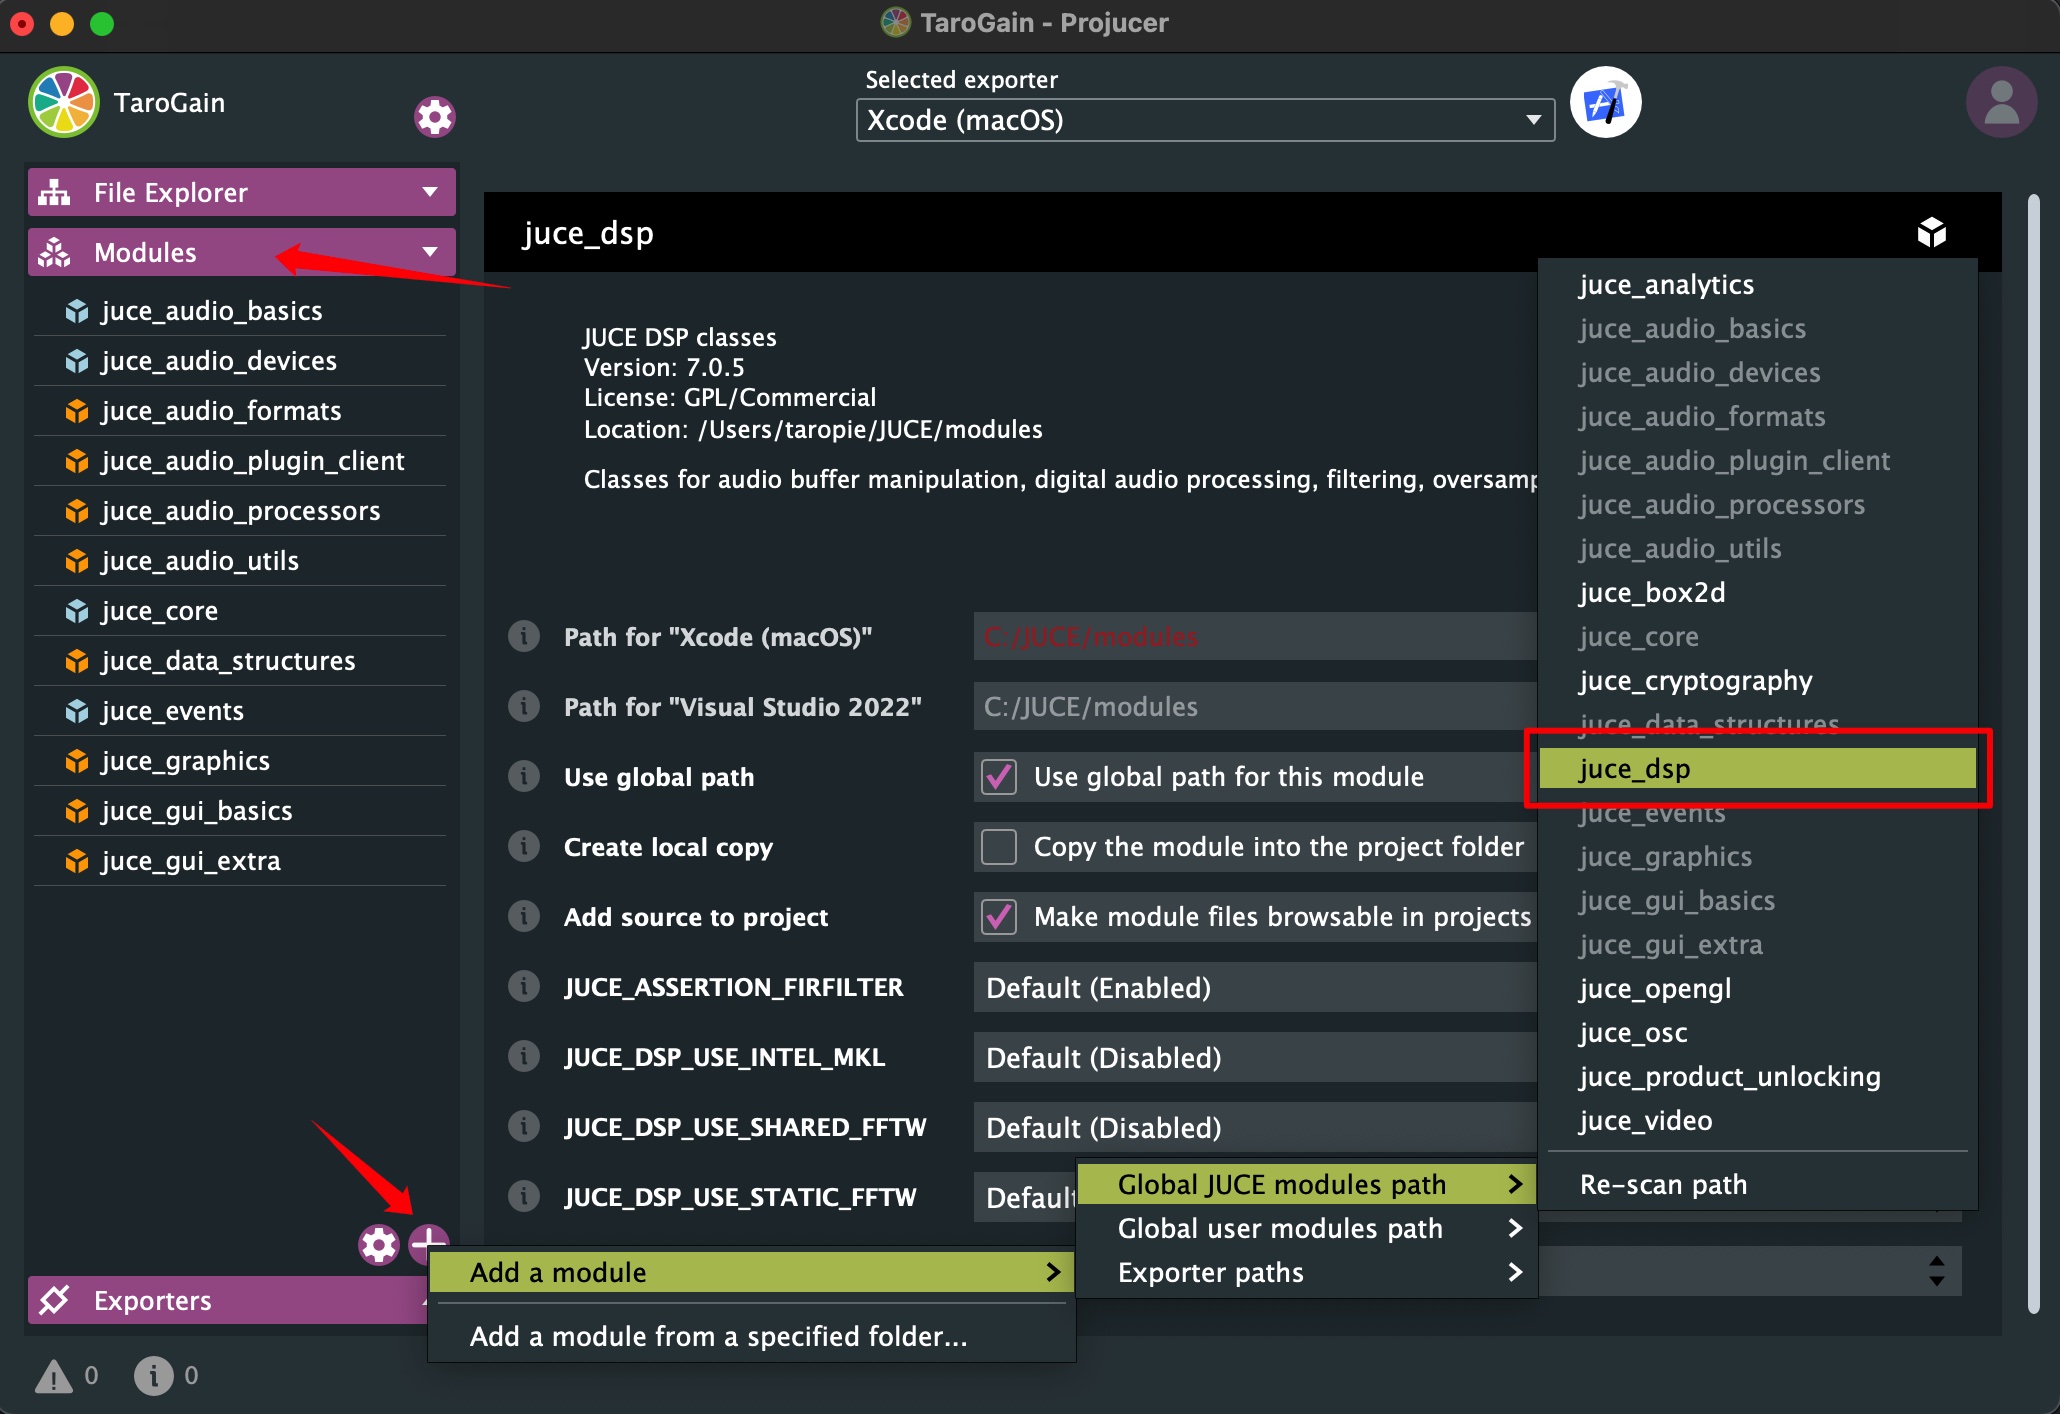 TaroGain - Projucer
TaroGain
Selected exporter
Xcode (macOS)
File Explorer
Modules
juce_audio_basics
juce_audio_devices
juce_audio_formats
juce_audio_plugin_client
juce_audio_processors
juce_audio_utils
juce_core
juce_data_structures
juce_events
juce_graphics
juce_gui_basics
juce_gui_extra
Exporters
0
0
juce_dsp
JUCE DSP classes
Version: 7.0.5
License: GPL/Commercial
Location: /Users/taropie/JUCE/modules
Classes for audio buffer manipulation, digital audio processing, filtering, oversamp
Path for "Xcode (macOS)" C:/JUCE/modules
Path for "Visual Studio 2022" C:/JUCE/modules
Use global path Use global path for this module
Create local copy Copy the module into the project folder
Add source to project Make module files browsable in projects
JUCE_ASSERTION_FIRFILTER Default (Enabled)
JUCE_DSP_USE_INTEL_MKL Default (Disabled)
JUCE_DSP_USE_SHARED_FFTW Default (Disabled)
JUCE_DSP_USE_STATIC_FFTW Default
Add a module
Add a module from a specified folder...
Global JUCE modules path
Global user modules path
Exporter paths
juce_analytics
juce_audio_basics
juce_audio_devices
juce_audio_formats
juce_audio_plugin_client
juce_audio_processors
juce_audio_utils
juce_box2d
juce_core
juce_cryptography
juce_data_structures
juce_dsp
juce_events
juce_graphics
juce_gui_basics
juce_gui_extra
juce_opengl
juce_osc
juce_product_unlocking
juce_video
Re-scan path